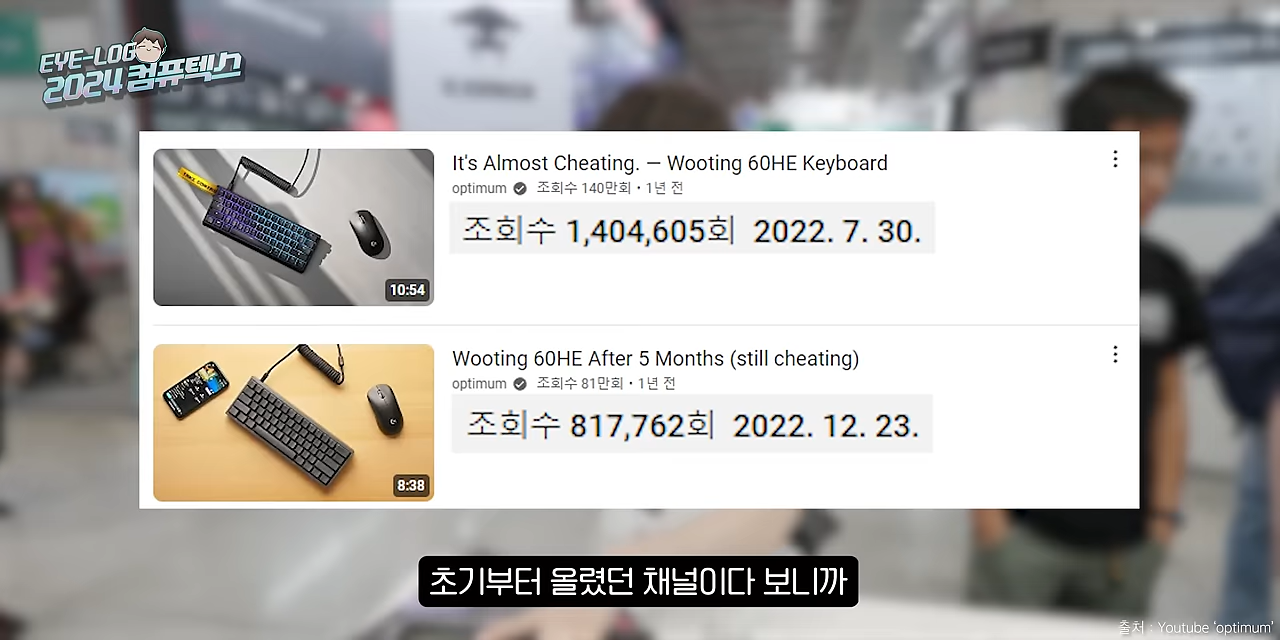 EYE-LOG
2024 컴퓨텍스
It's Almost Cheating. — Wooting 60HE Keyboard
optimum 조회수 140만회 • 1년 전
조회수 1,404,605회 2022. 7. 30.
10:54
Wooting 60HE After 5 Months (still cheating)
optimum 조회수 81만회 • 1년 전
조회수 817,762회 2022. 12. 23.
8:38
초기부터 올렸던 채널이다 보니까
출처 : Youtube 'optimum'